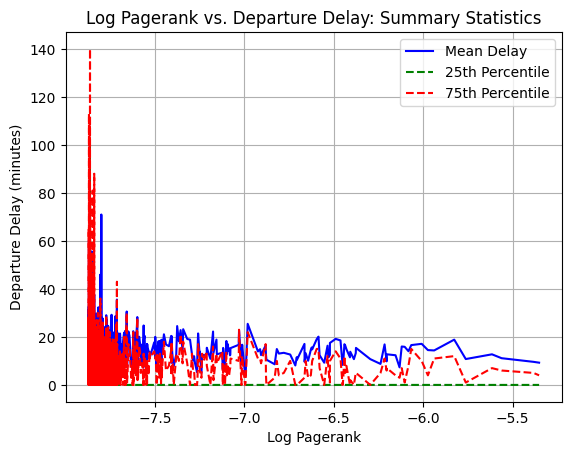 Log Pagerank vs. Departure Delay: Summary Statistics
Mean Delay
25th Percentile
75th Percentile
Departure Delay (minutes)
140
120
100
80
60
40
20
0
−7.5
−7.0
−6.5
−6.0
−5.5
Log Pagerank